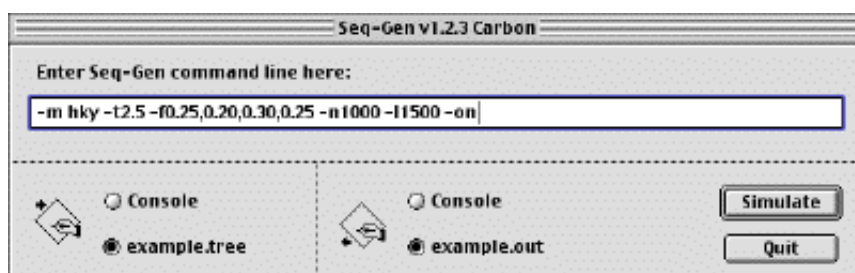 Seq-Gen v1.2.3 Carbon
Enter Seq-Gen command line here:
-m hky -t2.5 -f0.25,0.20,0.30,0.25 -n1000 -l1500 -on
Console
Console
Simulate
example.tree
example.out
Quit